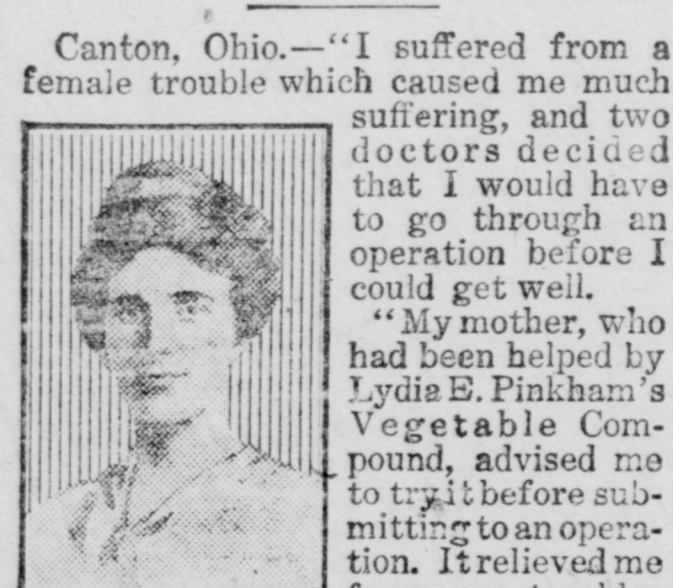 Canton, Ohio.—"I suffered from a
female trouble which caused me much
suffering, and two
doctors decided
that I would have
to go through an
operation before I
could get well.
"My mother, who
had been helped by
Lydia E. Pinkham's
Vegetable Com-
pound, advised me
to try it before sub-
mitting to an opera-
tion. It relieved me